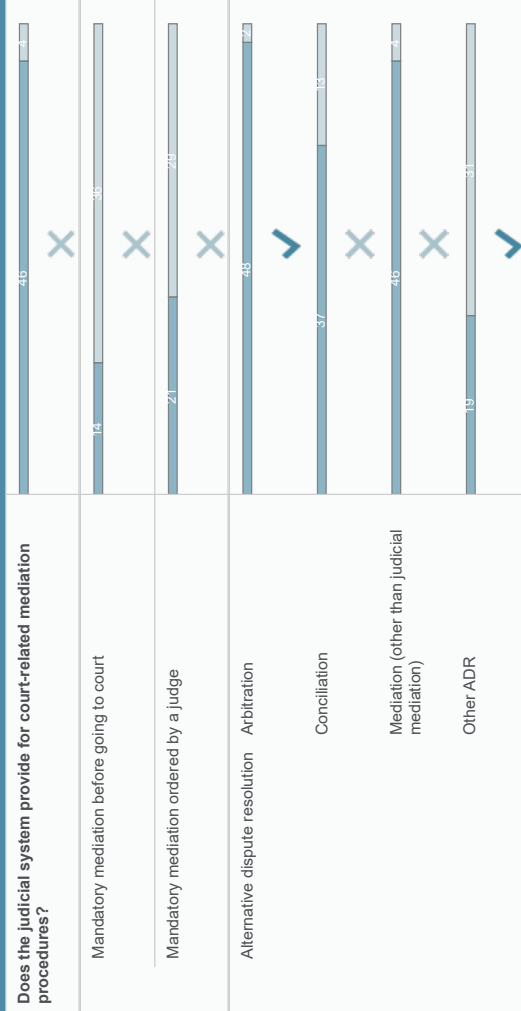 Does the judicial system provide for court-related mediation
procedures?
46
4
Mandatory mediation before going to court
14
36
Mandatory mediation ordered by a judge
21
29
Alternative dispute resolution
Arbitration
48
2
Conciliation
37
13
Mediation (other than judicial
mediation)
46
4
Other ADR
19
31